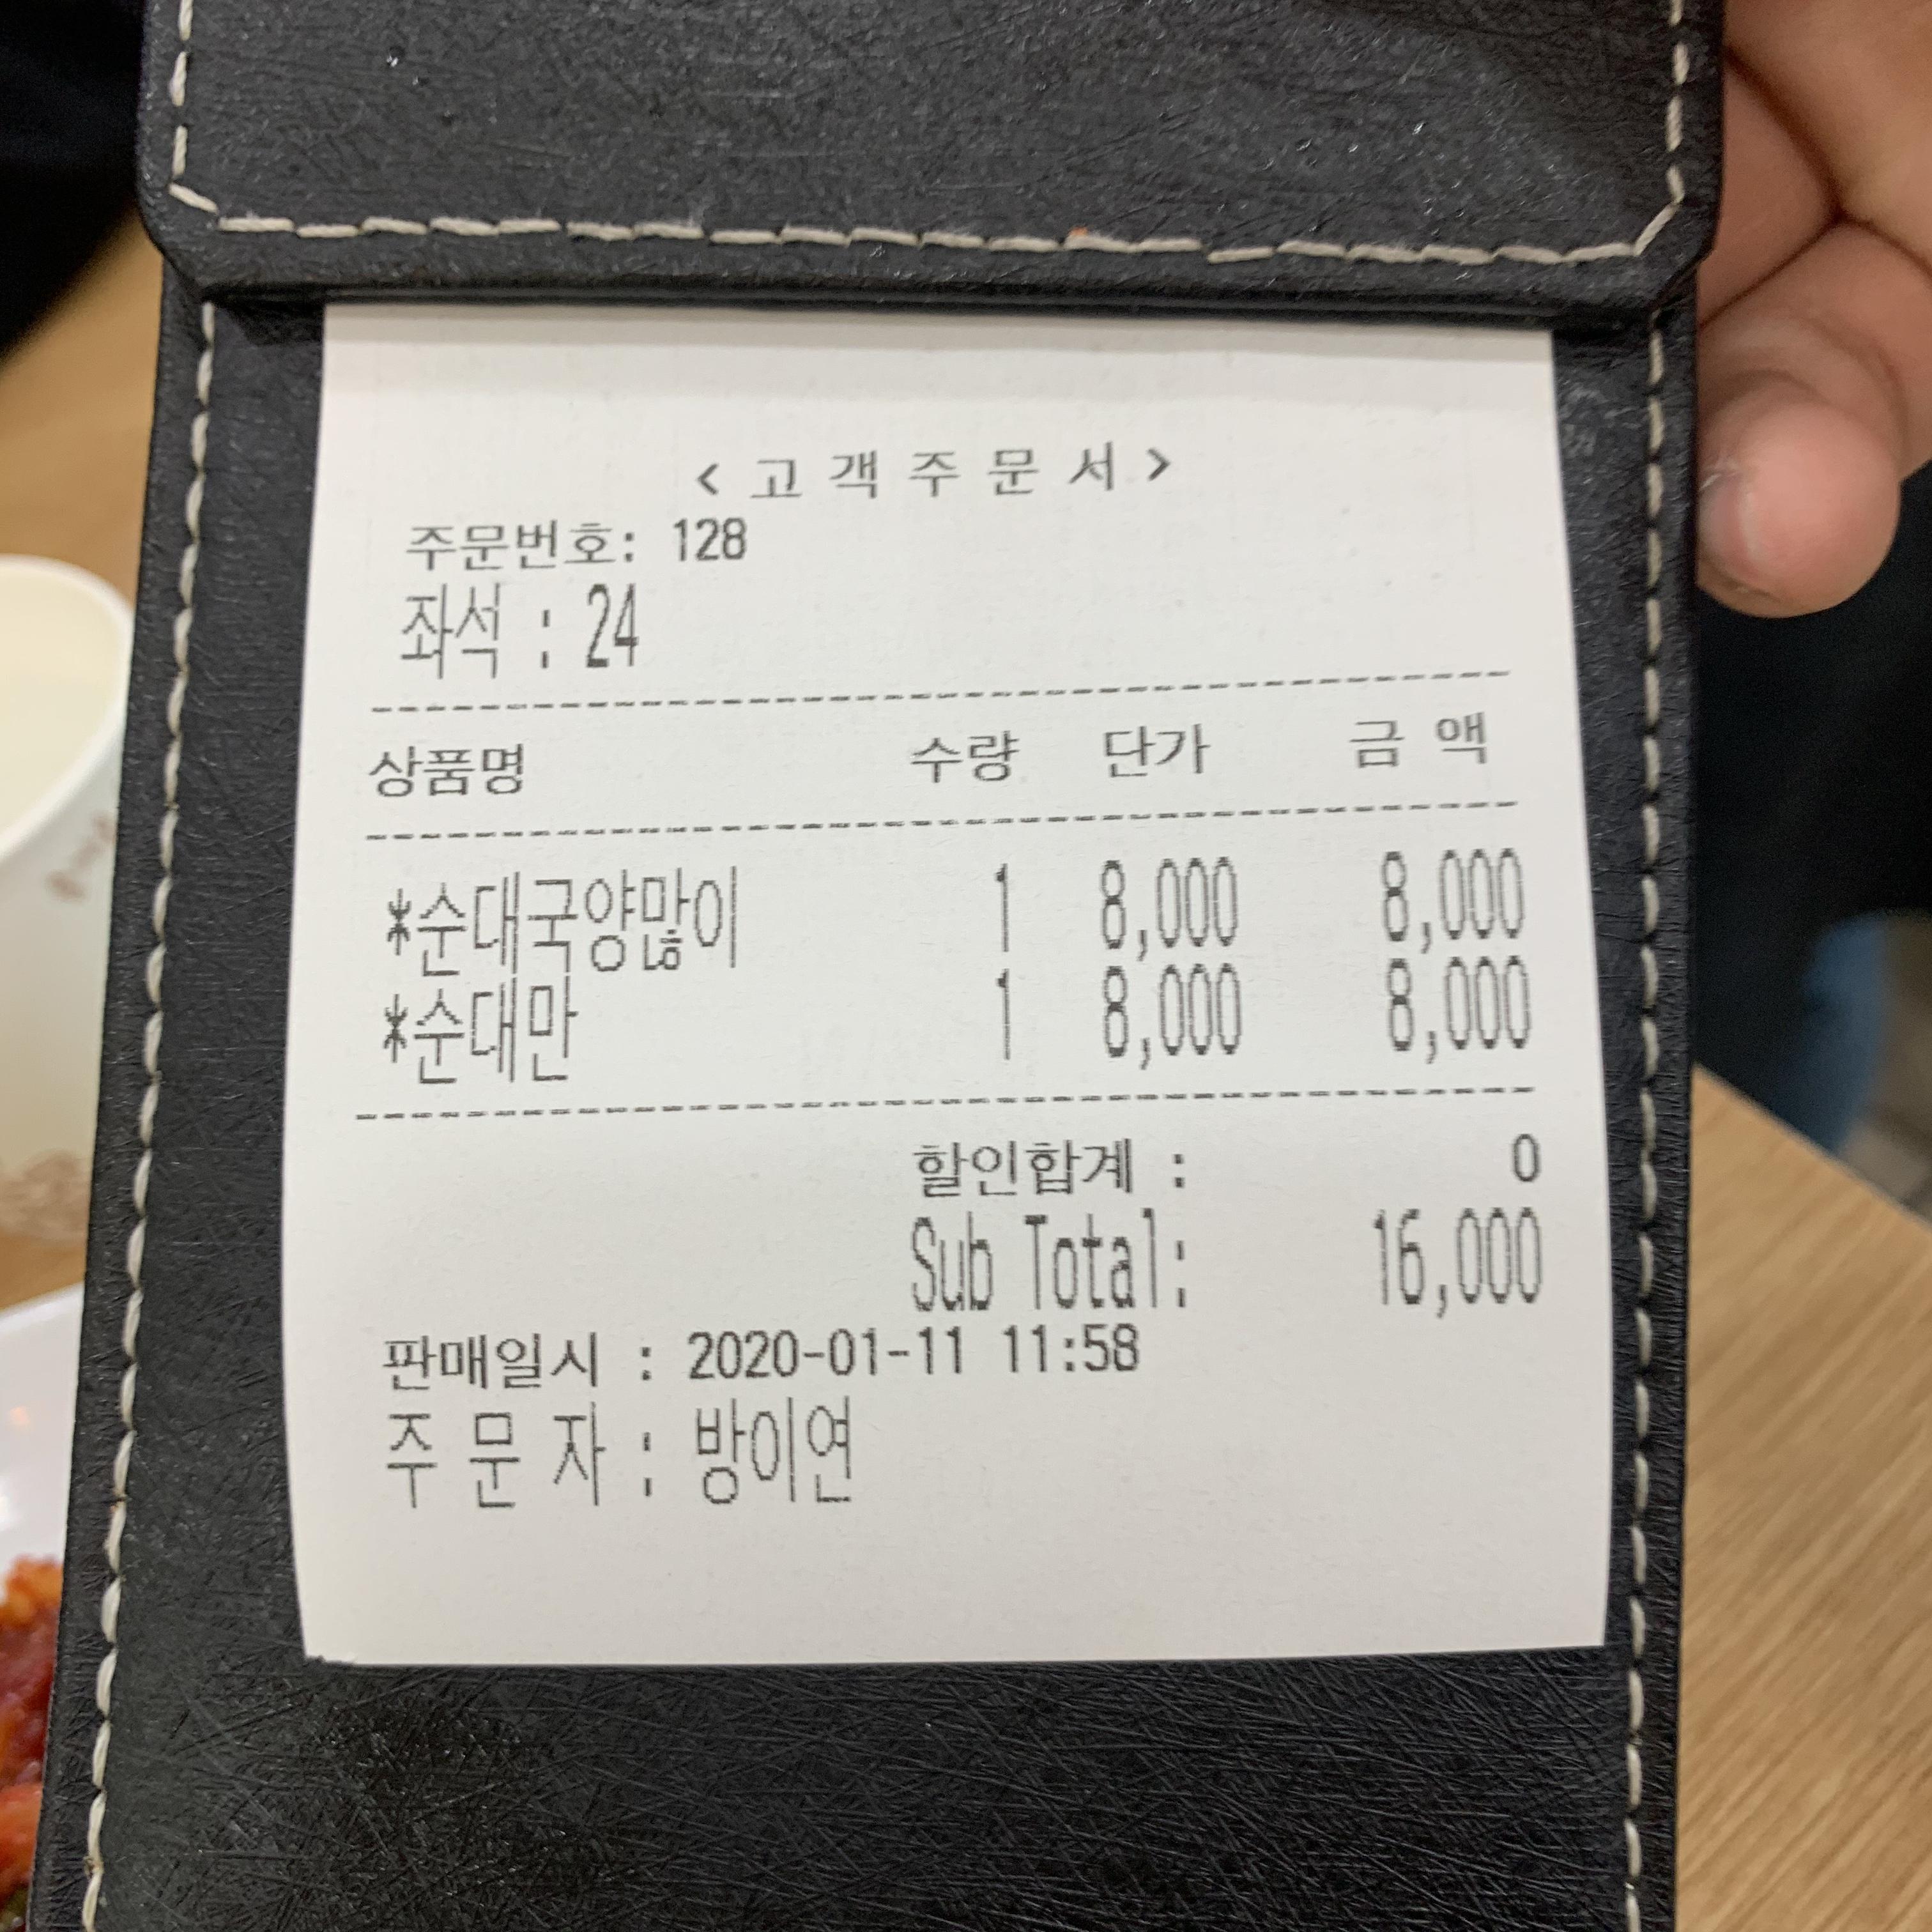 < 고 객 주 문 서 >
주문번호: 128
좌석 : 24
상품명 수량 단가 금 액
*순대국양많이 1 8,000 8,000
*순대만 1 8,000 8,000
할인합계 : 0
Sub Total: 16,000
판매일시 : 2020-01-11 11:58
주 문 자 : 방이연